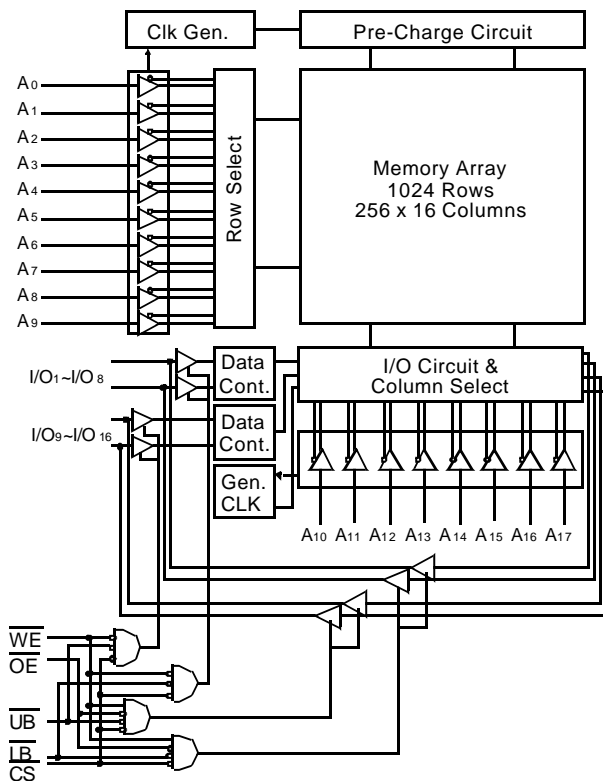 Clk Gen.
Pre-Charge Circuit
A0
A1
A2
A3
A4
A5
A6
A7
A8
A9
Row Select
Memory Array
1024 Rows
256 x 16 Columns
I/O1~I/O 8
Data
Cont.
I/O Circuit &
Column Select
I/O9~I/O 16
Data
Cont.
Gen.
CLK
A10 A11 A12 A13 A14 A15 A16 A17
WE
OE
UB
LB
CS